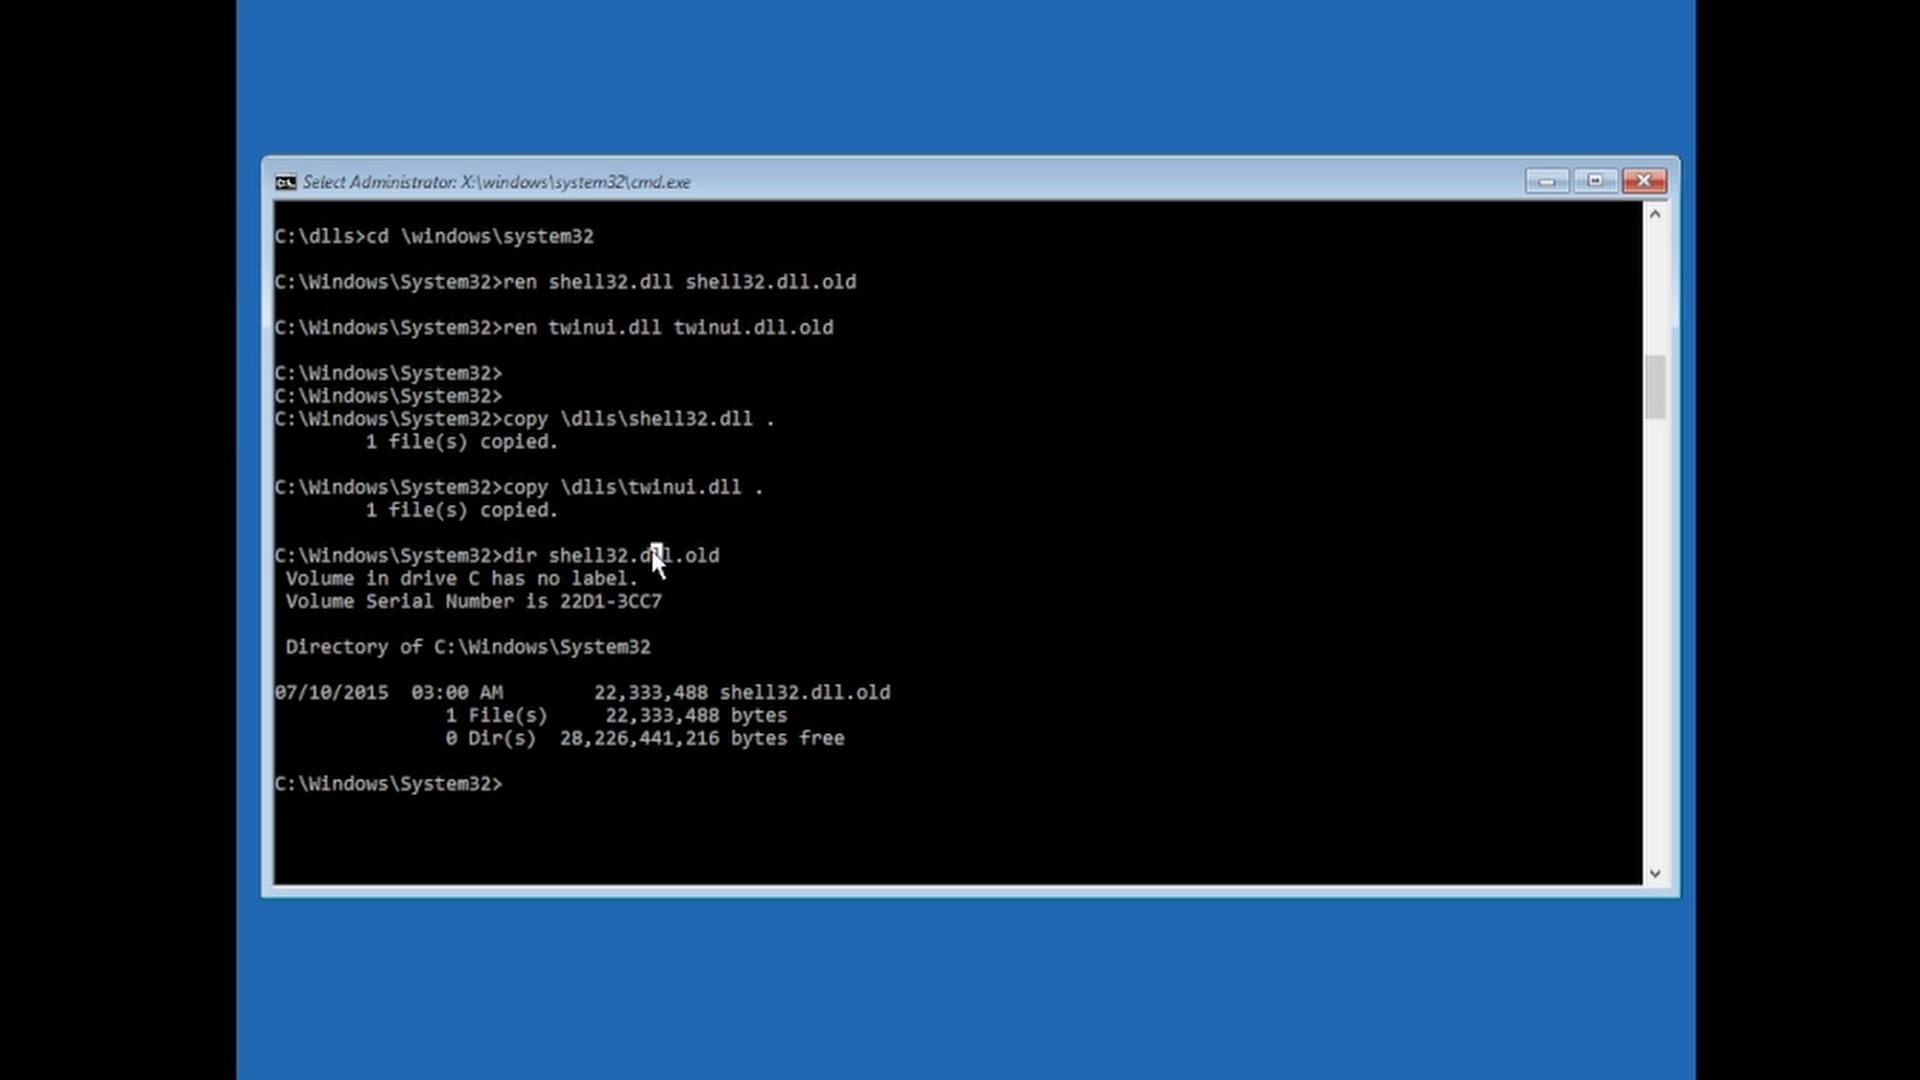 Select Administrator: X:\windows\system32\cmd.exe
C:\dlls>cd \windows\system32
C:\Windows\System32>ren shell32.dll shell32.dll.old
C:\Windows\System32>ren twinui.dll twinui.dll.old
C:\Windows\System32>
C:\Windows\System32>
C:\Windows\System32>copy \dlls\shell32.dll .
1 file(s) copied.
C:\Windows\System32>copy \dlls\twinui.dll .
1 file(s) copied.
C:\Windows\System32>dir shell32.dll.old
Volume in drive C has no label.
Volume Serial Number is 22D1-3CC7
Directory of C:\Windows\System32
07/10/2015  03:00 AM        22,333,488 shell32.dll.old
1 File(s)     22,333,488 bytes
0 Dir(s)  28,226,441,216 bytes free
C:\Windows\System32>